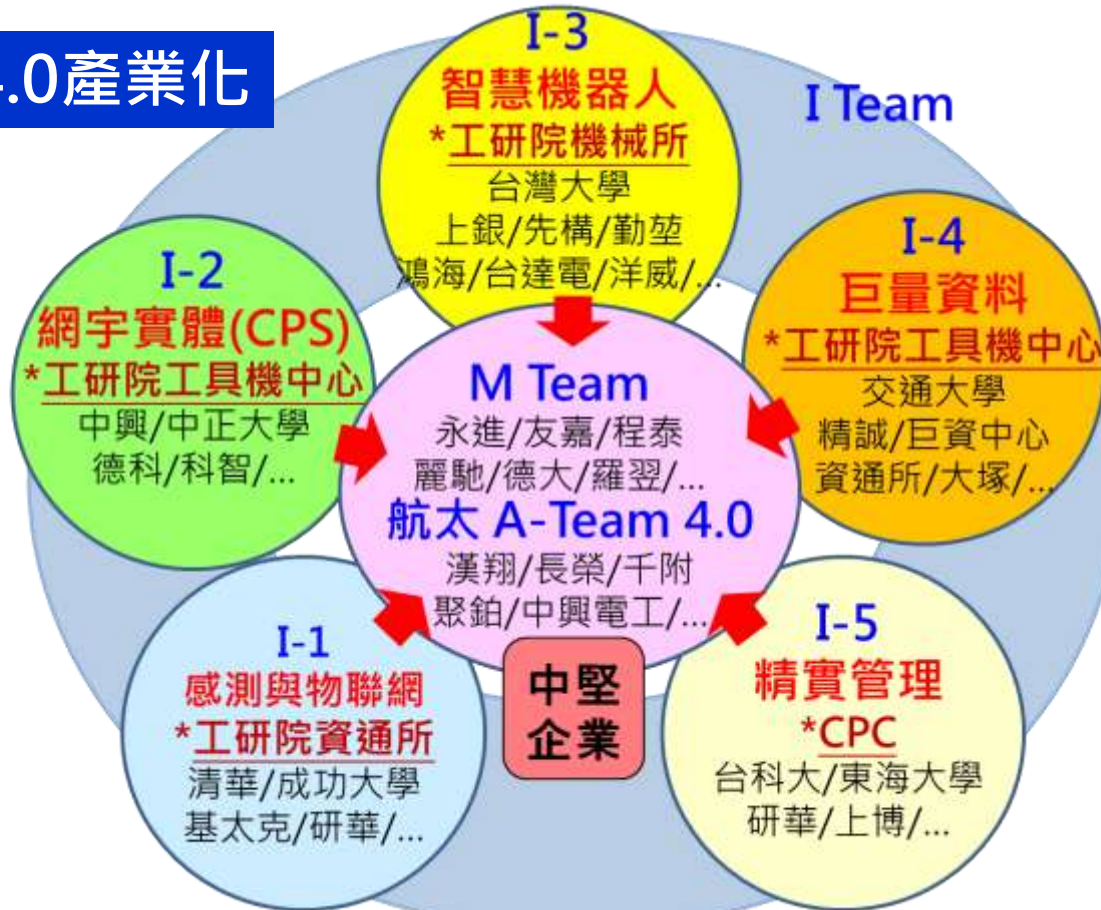 4.0產業化
I Team
I-3
智慧機器人
*工研院機械所
台灣大學
上銀/先構/勤堃
鴻海/台達電/洋威/...
I-2
網宇實體(CPS)
*工研院工具機中心
中興/中正大學
德科/科智/...
I-4
巨量資料
*工研院工具機中心
交通大學
精誠/巨資中心
資通所/大塚/...
M Team
永進/友嘉/程泰
麗馳/德大/羅翌/...
航太 A-Team 4.0
漢翔/長榮/千附
聚鉑/中興電工/...
中堅
企業
I-1
感測與物聯網
*工研院資通所
清華/成功大學
基太克/研華/...
I-5
精實管理
*CPC
台科大/東海大學
研華/上博/...